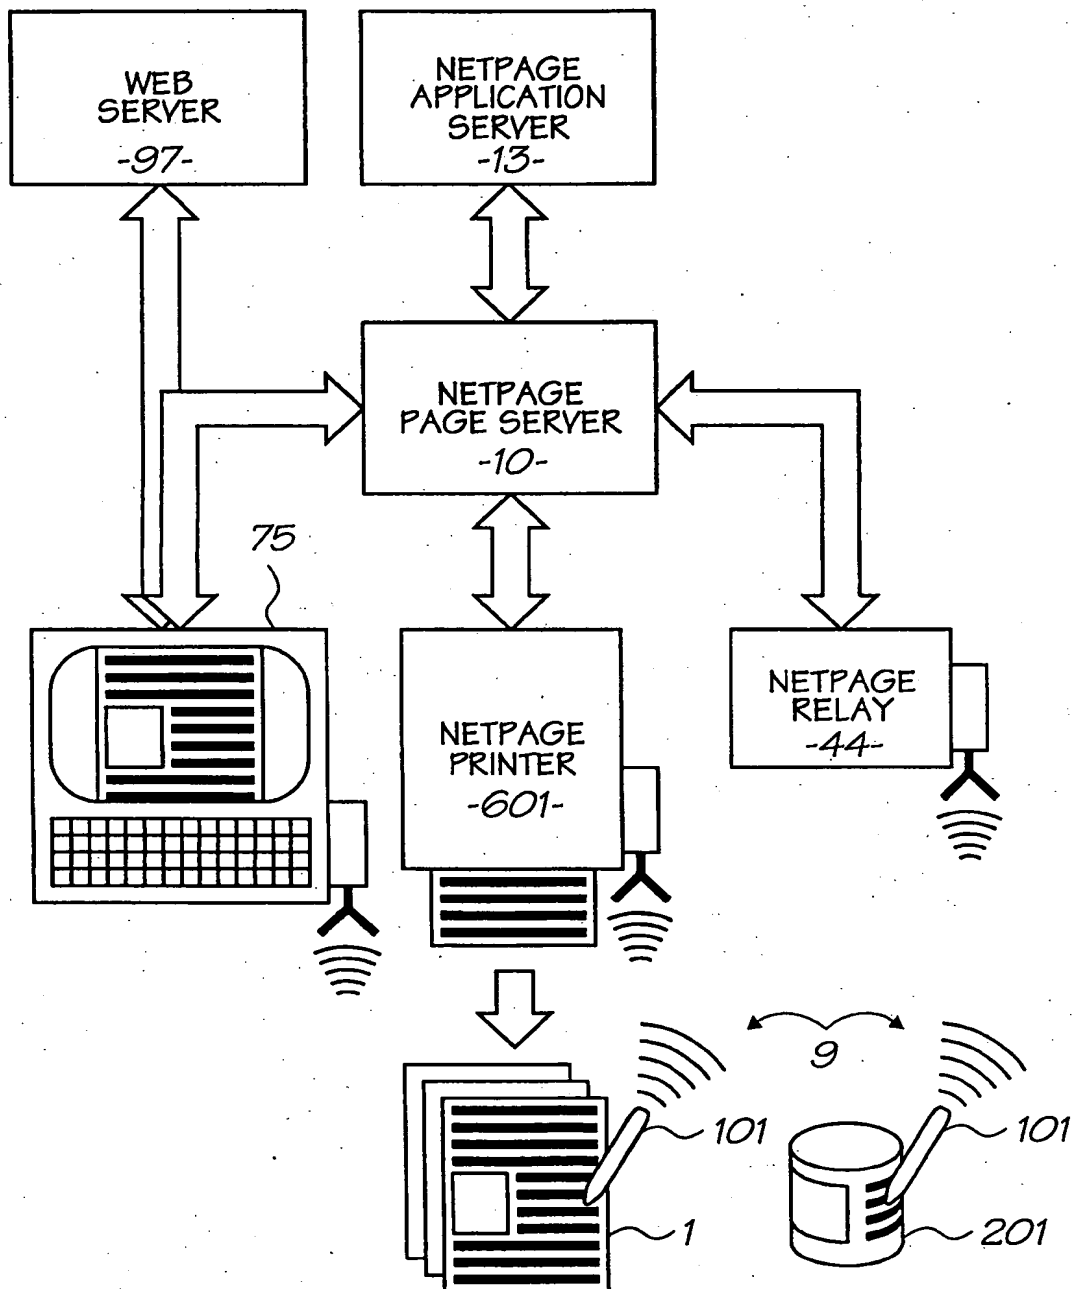 WEB
SERVER
-97-
NETPAGE
APPLICATION
SERVER
-13-
NETPAGE
PAGE SERVER
-10-
75
NETPAGE
PRINTER
-601-
NETPAGE
RELAY
-44-
9
101
101
1
201